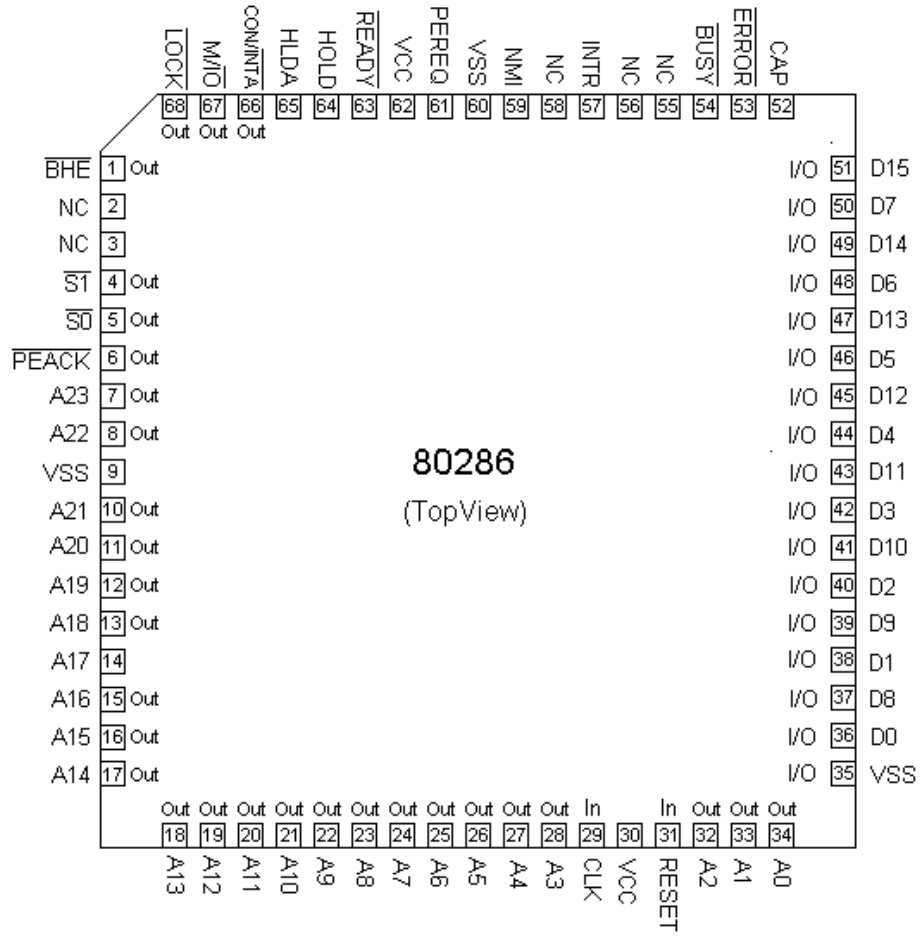 LOCK M/IO CON/INTA HLDA HOLD READY VCC PEREQ VSS NMI NC INTR NC NC BUSY ERROR CAP
68 67 66 65 64 63 62 61 60 59 58 57 56 55 54 53 52
Out Out Out
BHE 1 Out I/O 51 D15
NC 2 I/O 50 D7
NC 3 I/O 49 D14
S1 4 Out I/O 48 D6
S0 5 Out I/O 47 D13
PEACK 6 Out I/O 46 D5
A23 7 Out I/O 45 D12
A22 8 Out I/O 44 D4
VSS 9 I/O 43 D11
A21 10 Out I/O 42 D3
A20 11 Out I/O 41 D10
A19 12 Out I/O 40 D2
A18 13 Out I/O 39 D9
A17 14 I/O 38 D1
A16 15 Out I/O 37 D8
A15 16 Out I/O 36 D0
A14 17 Out I/O 35 VSS
80286
(TopView)
Out Out Out Out Out Out Out Out Out Out Out In In Out Out Out
18 19 20 21 22 23 24 25 26 27 28 29 30 31 32 33 34
A13 A12 A11 A10 A9 A8 A7 A6 A5 A4 A3 CLK VCC RESET A2 A1 A0